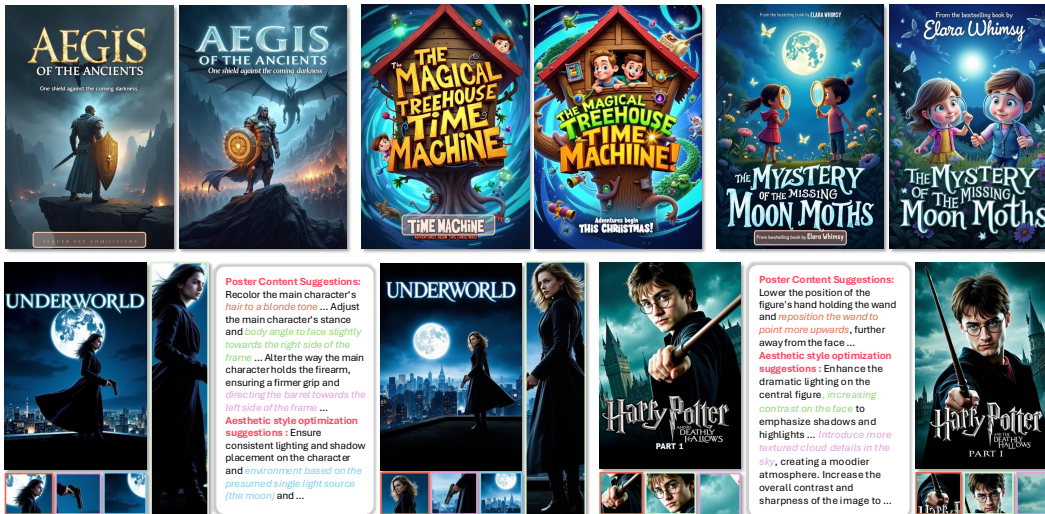 AEGIS
OF THE ANCIENTS
One shield against the coming darkness
AEGIS
OF THE ANCIENTS
One shield against the coming darkness
The
THE
MAGICAL
TREEHOUSE
TIME
MACHINE
TIME MACHINE
ADVENTURES BEGIN THIS CHRISTMAS!
THE MAGICAL
TREEHOUSE
TIME
MACHIINE!
Adventures begin
THIS CHRISTMAS!
From the bestselling book by ELARA WHIMSY
THE MYZSTERY
OF THE MISSING
MOON MOTHS
From bestselling book by Elara Whimsy
From the bestselling book by
Elara Whimsy
THE MYSTERY
OF THE MISSING
Moon Moths
UNDERWORLD
Poster Content Suggestions:
Recolor the main character's
hair to a blonde tone ... Adjust
the main character's stance
and body angle to face slightly
towards the right side of the
frame ... Alter the way the main
character holds the firearm,
ensuring a firmer grip and
directing the barrel towards the
left side of the frame ...
Aesthetic style optimization
suggestions : Ensure
consistent lighting and shadow
placement on the character
and environment based on the
presumed single light source
(the moon) and ...
UNDERWORLD
Harry Potter
AND THE
DEATHLY
HALLOWS
PART 1
Poster Content Suggestions:
Lower the position of the
figure's hand holding the wand
and reposition the wand to
point more upwards, further
away from the face ...
Aesthetic style optimization
suggestions : Enhance the
dramatic lighting on the
central figure, increasing
contrast on the face to
emphasize shadows and
highlights ... Introduce more
textured cloud details in the
sky, creating a moodier
atmosphere. Increase the
overall contrast and
sharpness of the image to ...
Harry Potter
AND THE
DEATHLY
HALLOWS
PART I